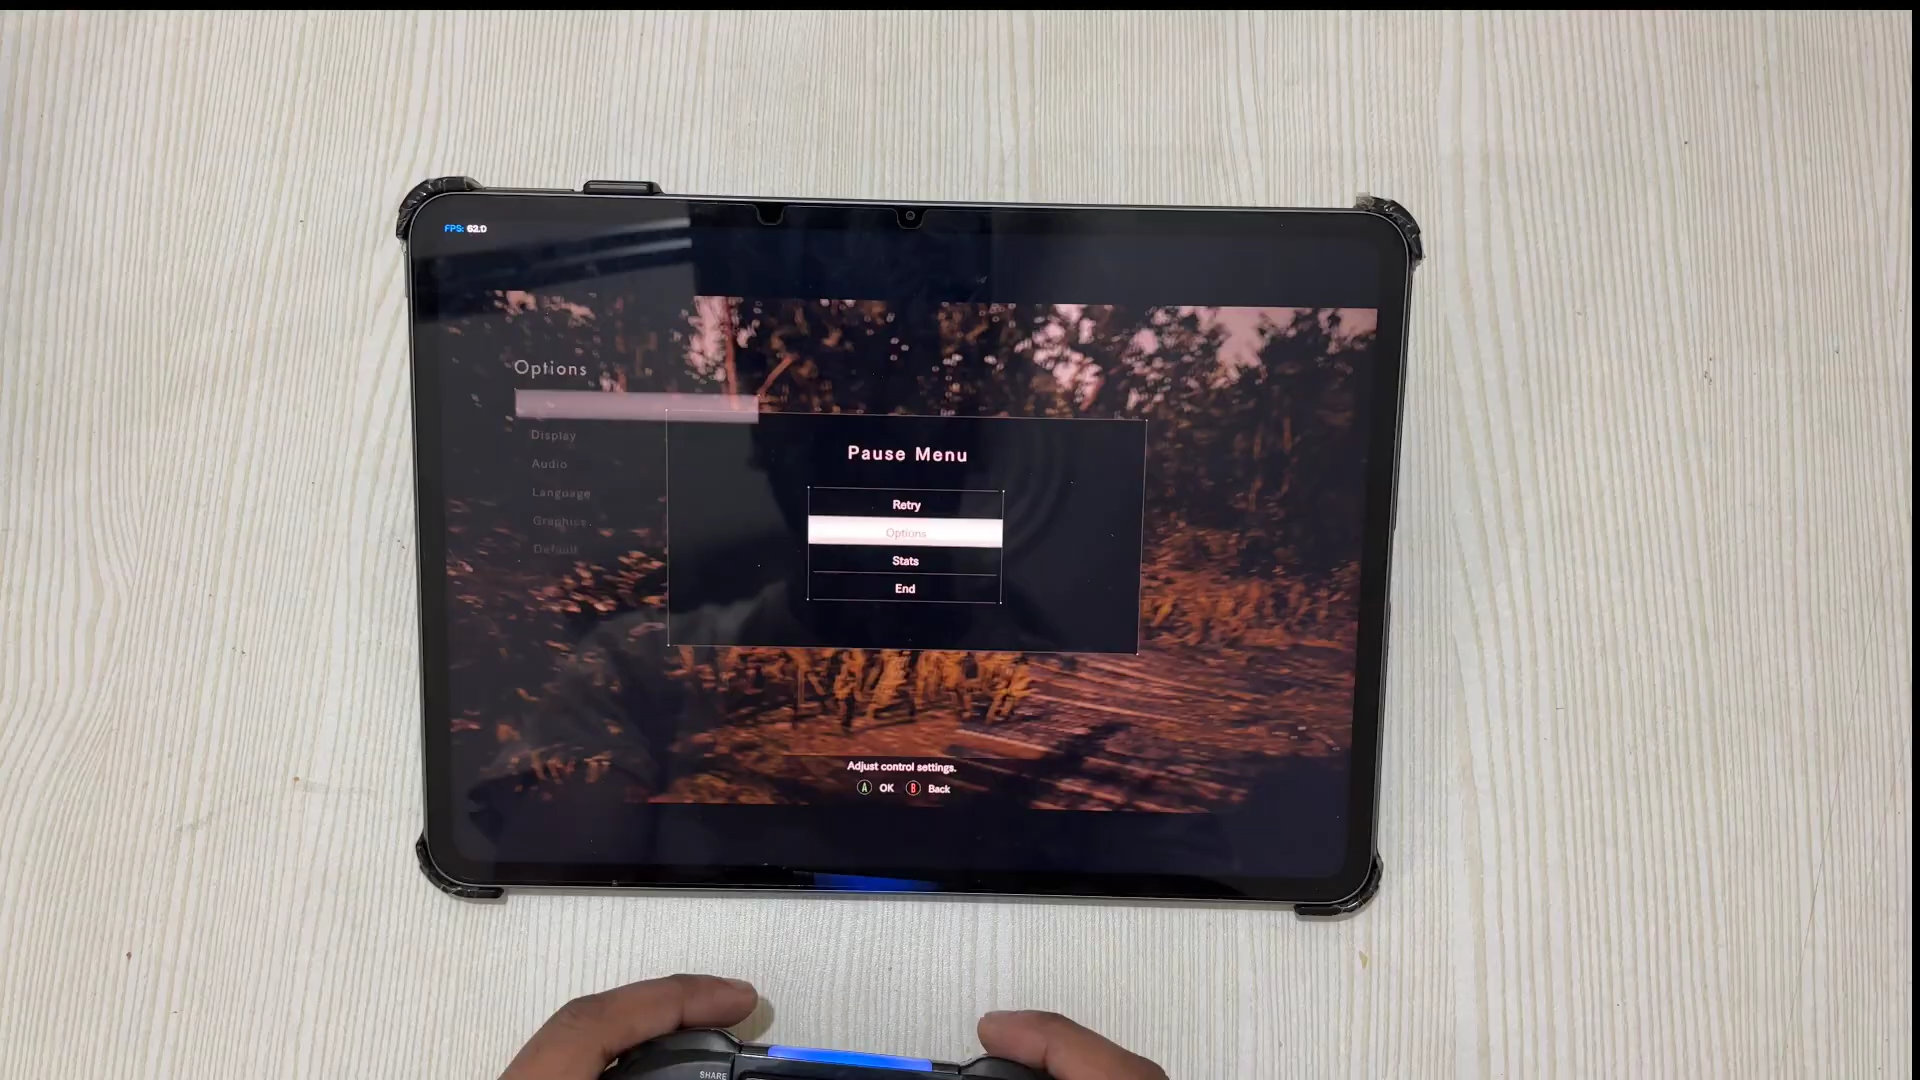 FPS: 62.0
Options
Display
Audio
Language
Graphics
Default
Pause Menu
Retry
Options
Stats
End
Adjust control settings.
A OK B Back
SHARE